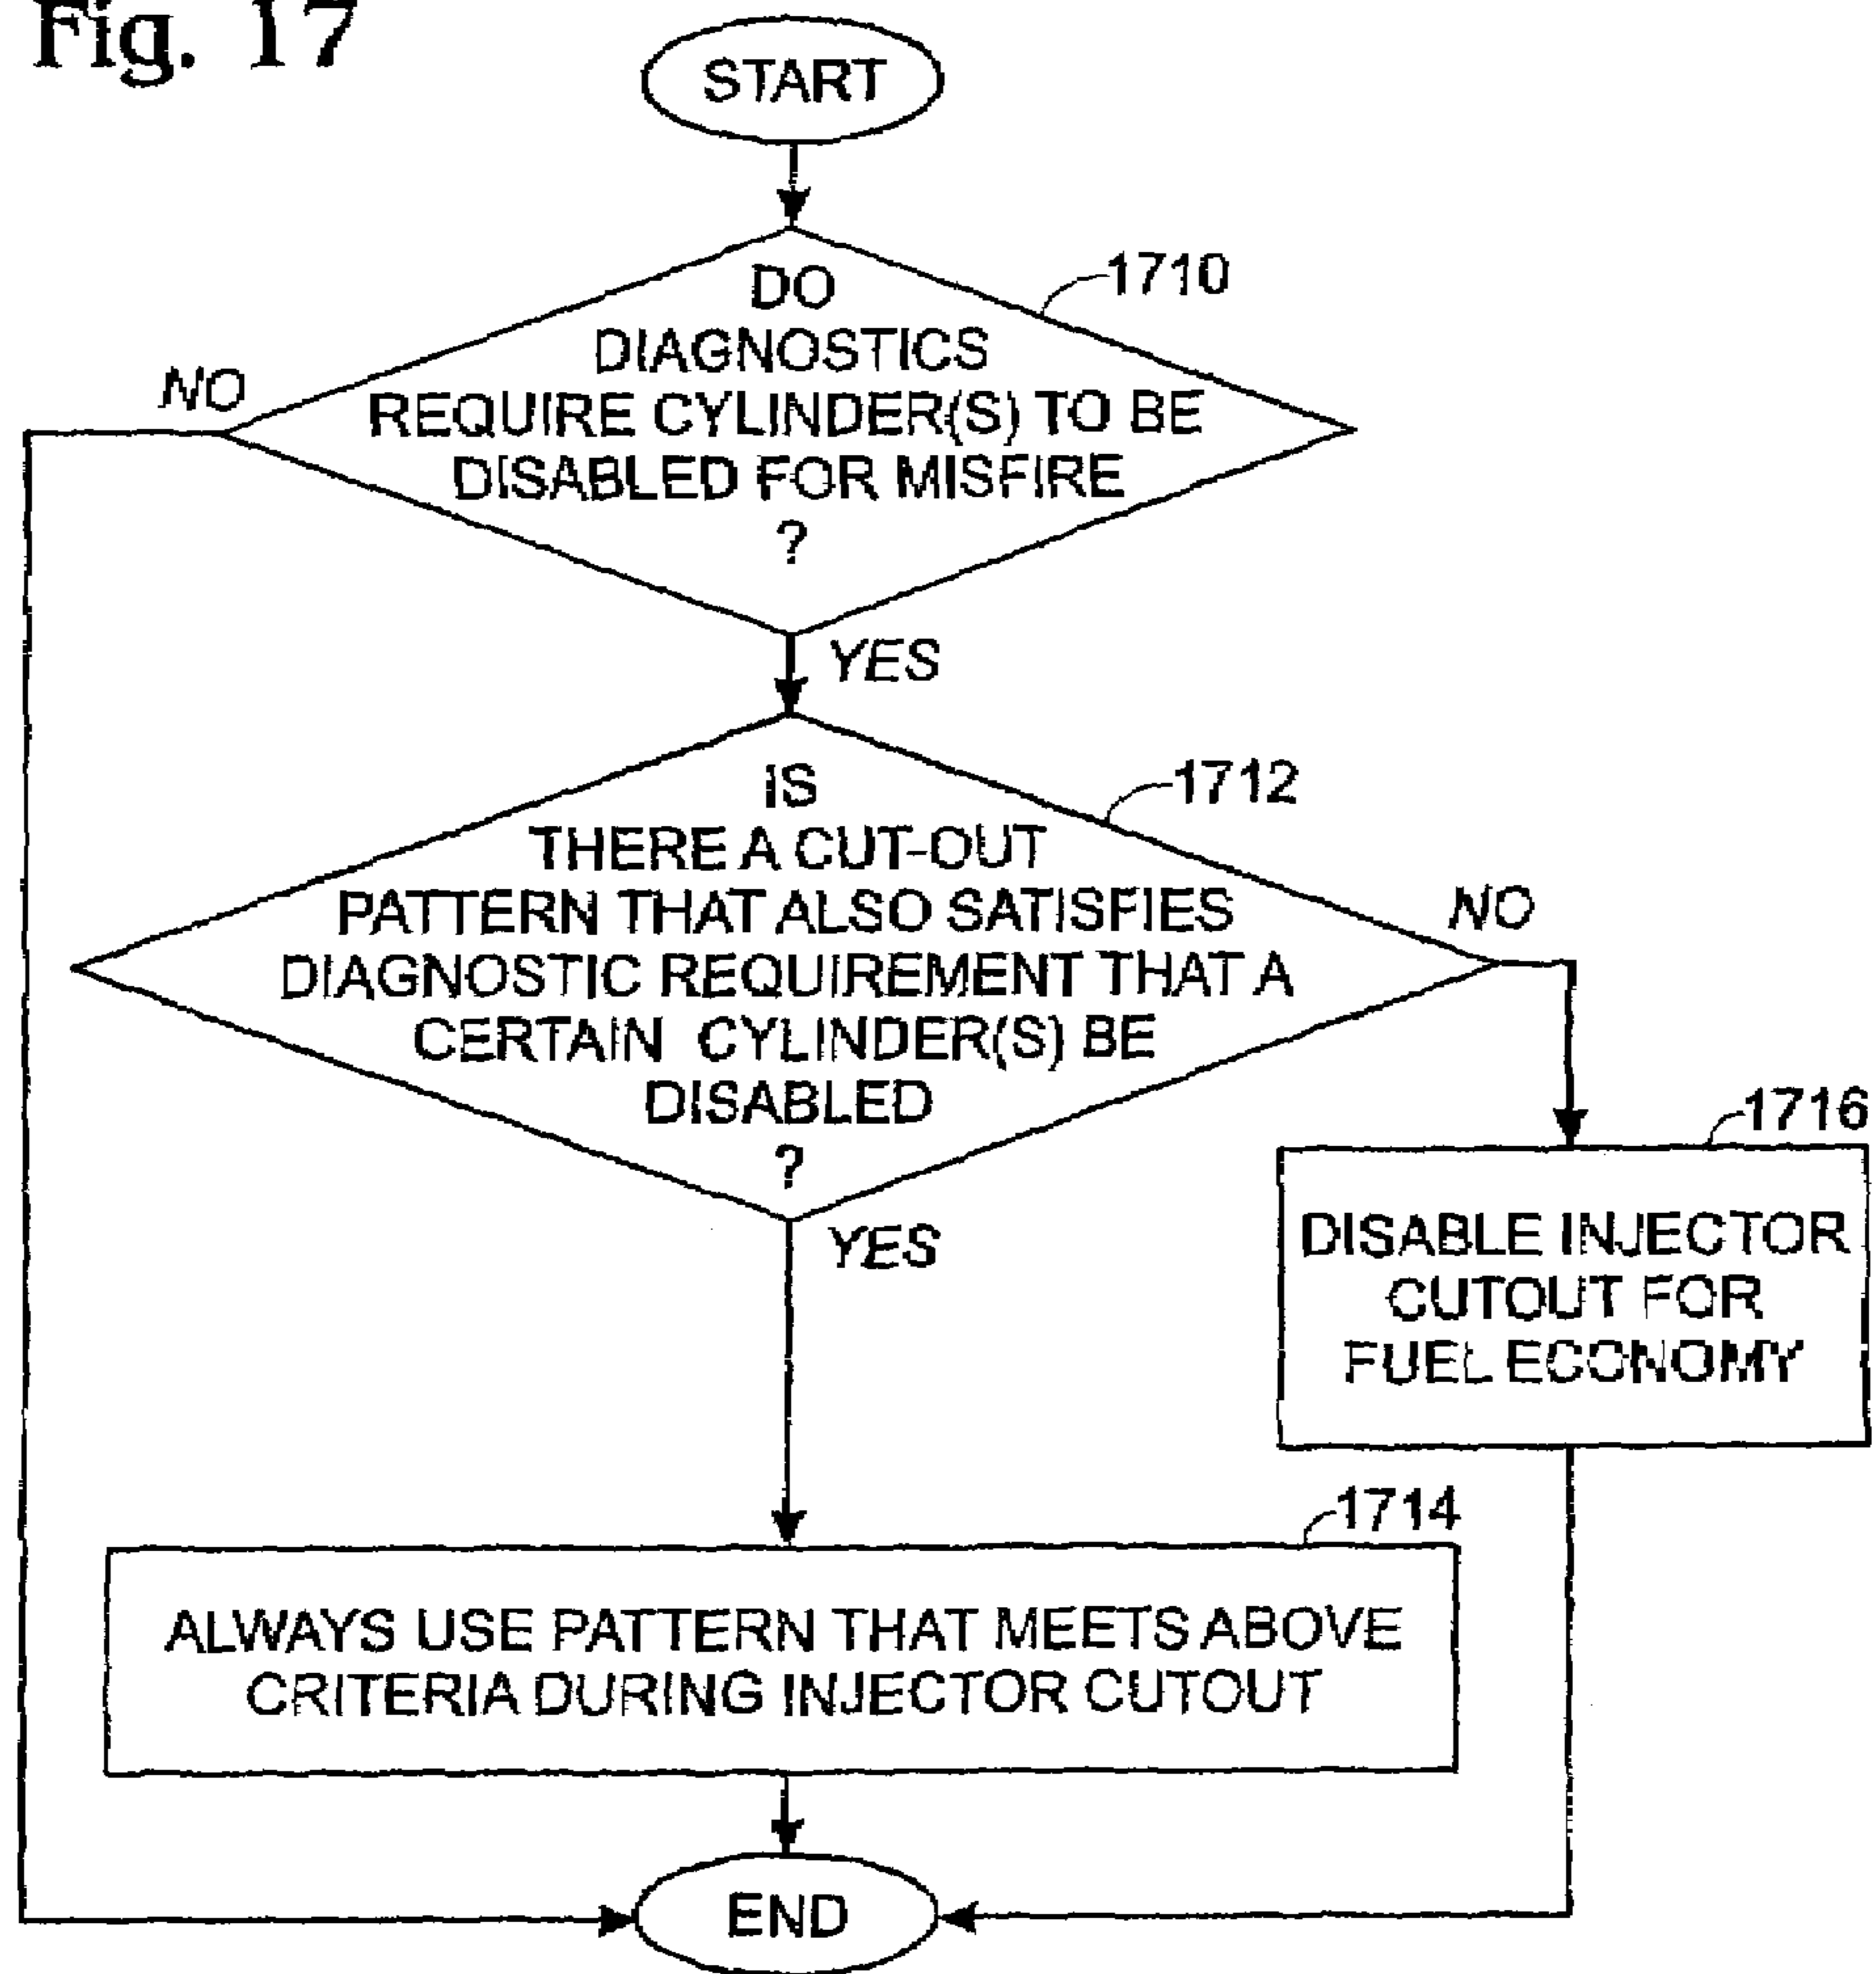 Fig. 17
START
1710
DO
DIAGNOSTICS
REQUIRE CYLINDER(S) TO BE
DISABLED FOR MISFIRE
?
NO
YES
1712
IS
THERE A CUT-OUT
PATTERN THAT ALSO SATISFIES
DIAGNOSTIC REQUIREMENT THAT A
CERTAIN CYLINDER(S) BE
DISABLED
?
NO
YES
1716
DISABLE INJECTOR
CUTOUT FOR
FUEL ECONOMY
1714
ALWAYS USE PATTERN THAT MEETS ABOVE
CRITERIA DURING INJECTOR CUTOUT
END